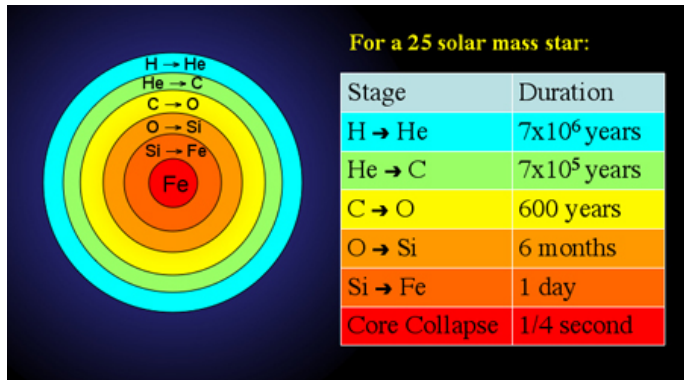 For a 25 solar mass star:
H → He
He → C
C → O
O → Si
Si → Fe
Fe
Stage Duration
H → He 7x10⁶ years
He → C 7x10⁵ years
C → O 600 years
O → Si 6 months
Si → Fe 1 day
Core Collapse 1/4 second